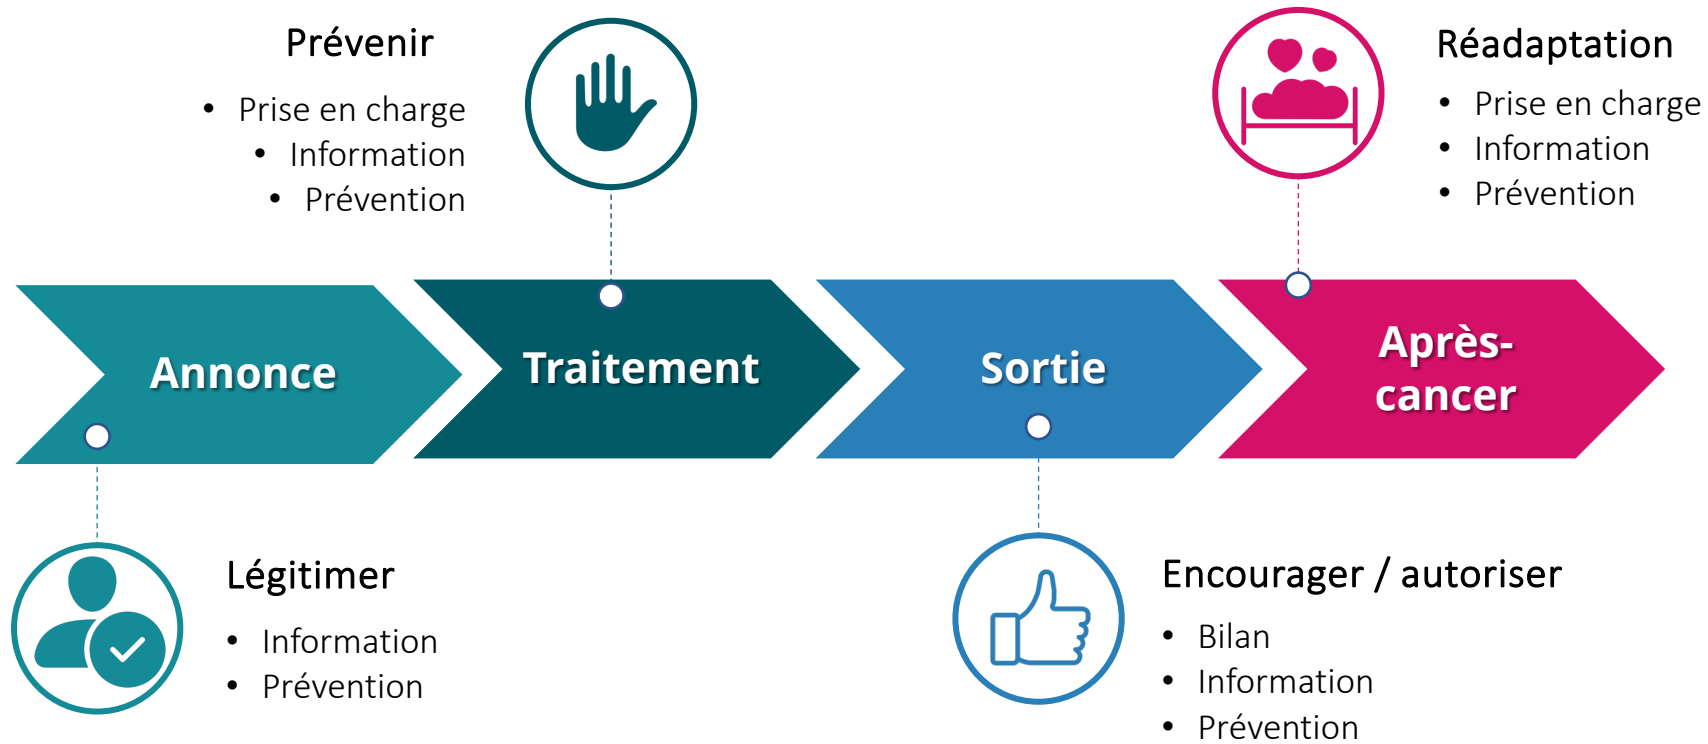 Prévenir
• Prise en charge
• Information
• Prévention
Réadaptation
• Prise en charge
• Information
• Prévention
Annonce
Traitement
Sortie
Après-
cancer
Légitimer
• Information
• Prévention
Encourager / autoriser
• Bilan
• Information
• Prévention